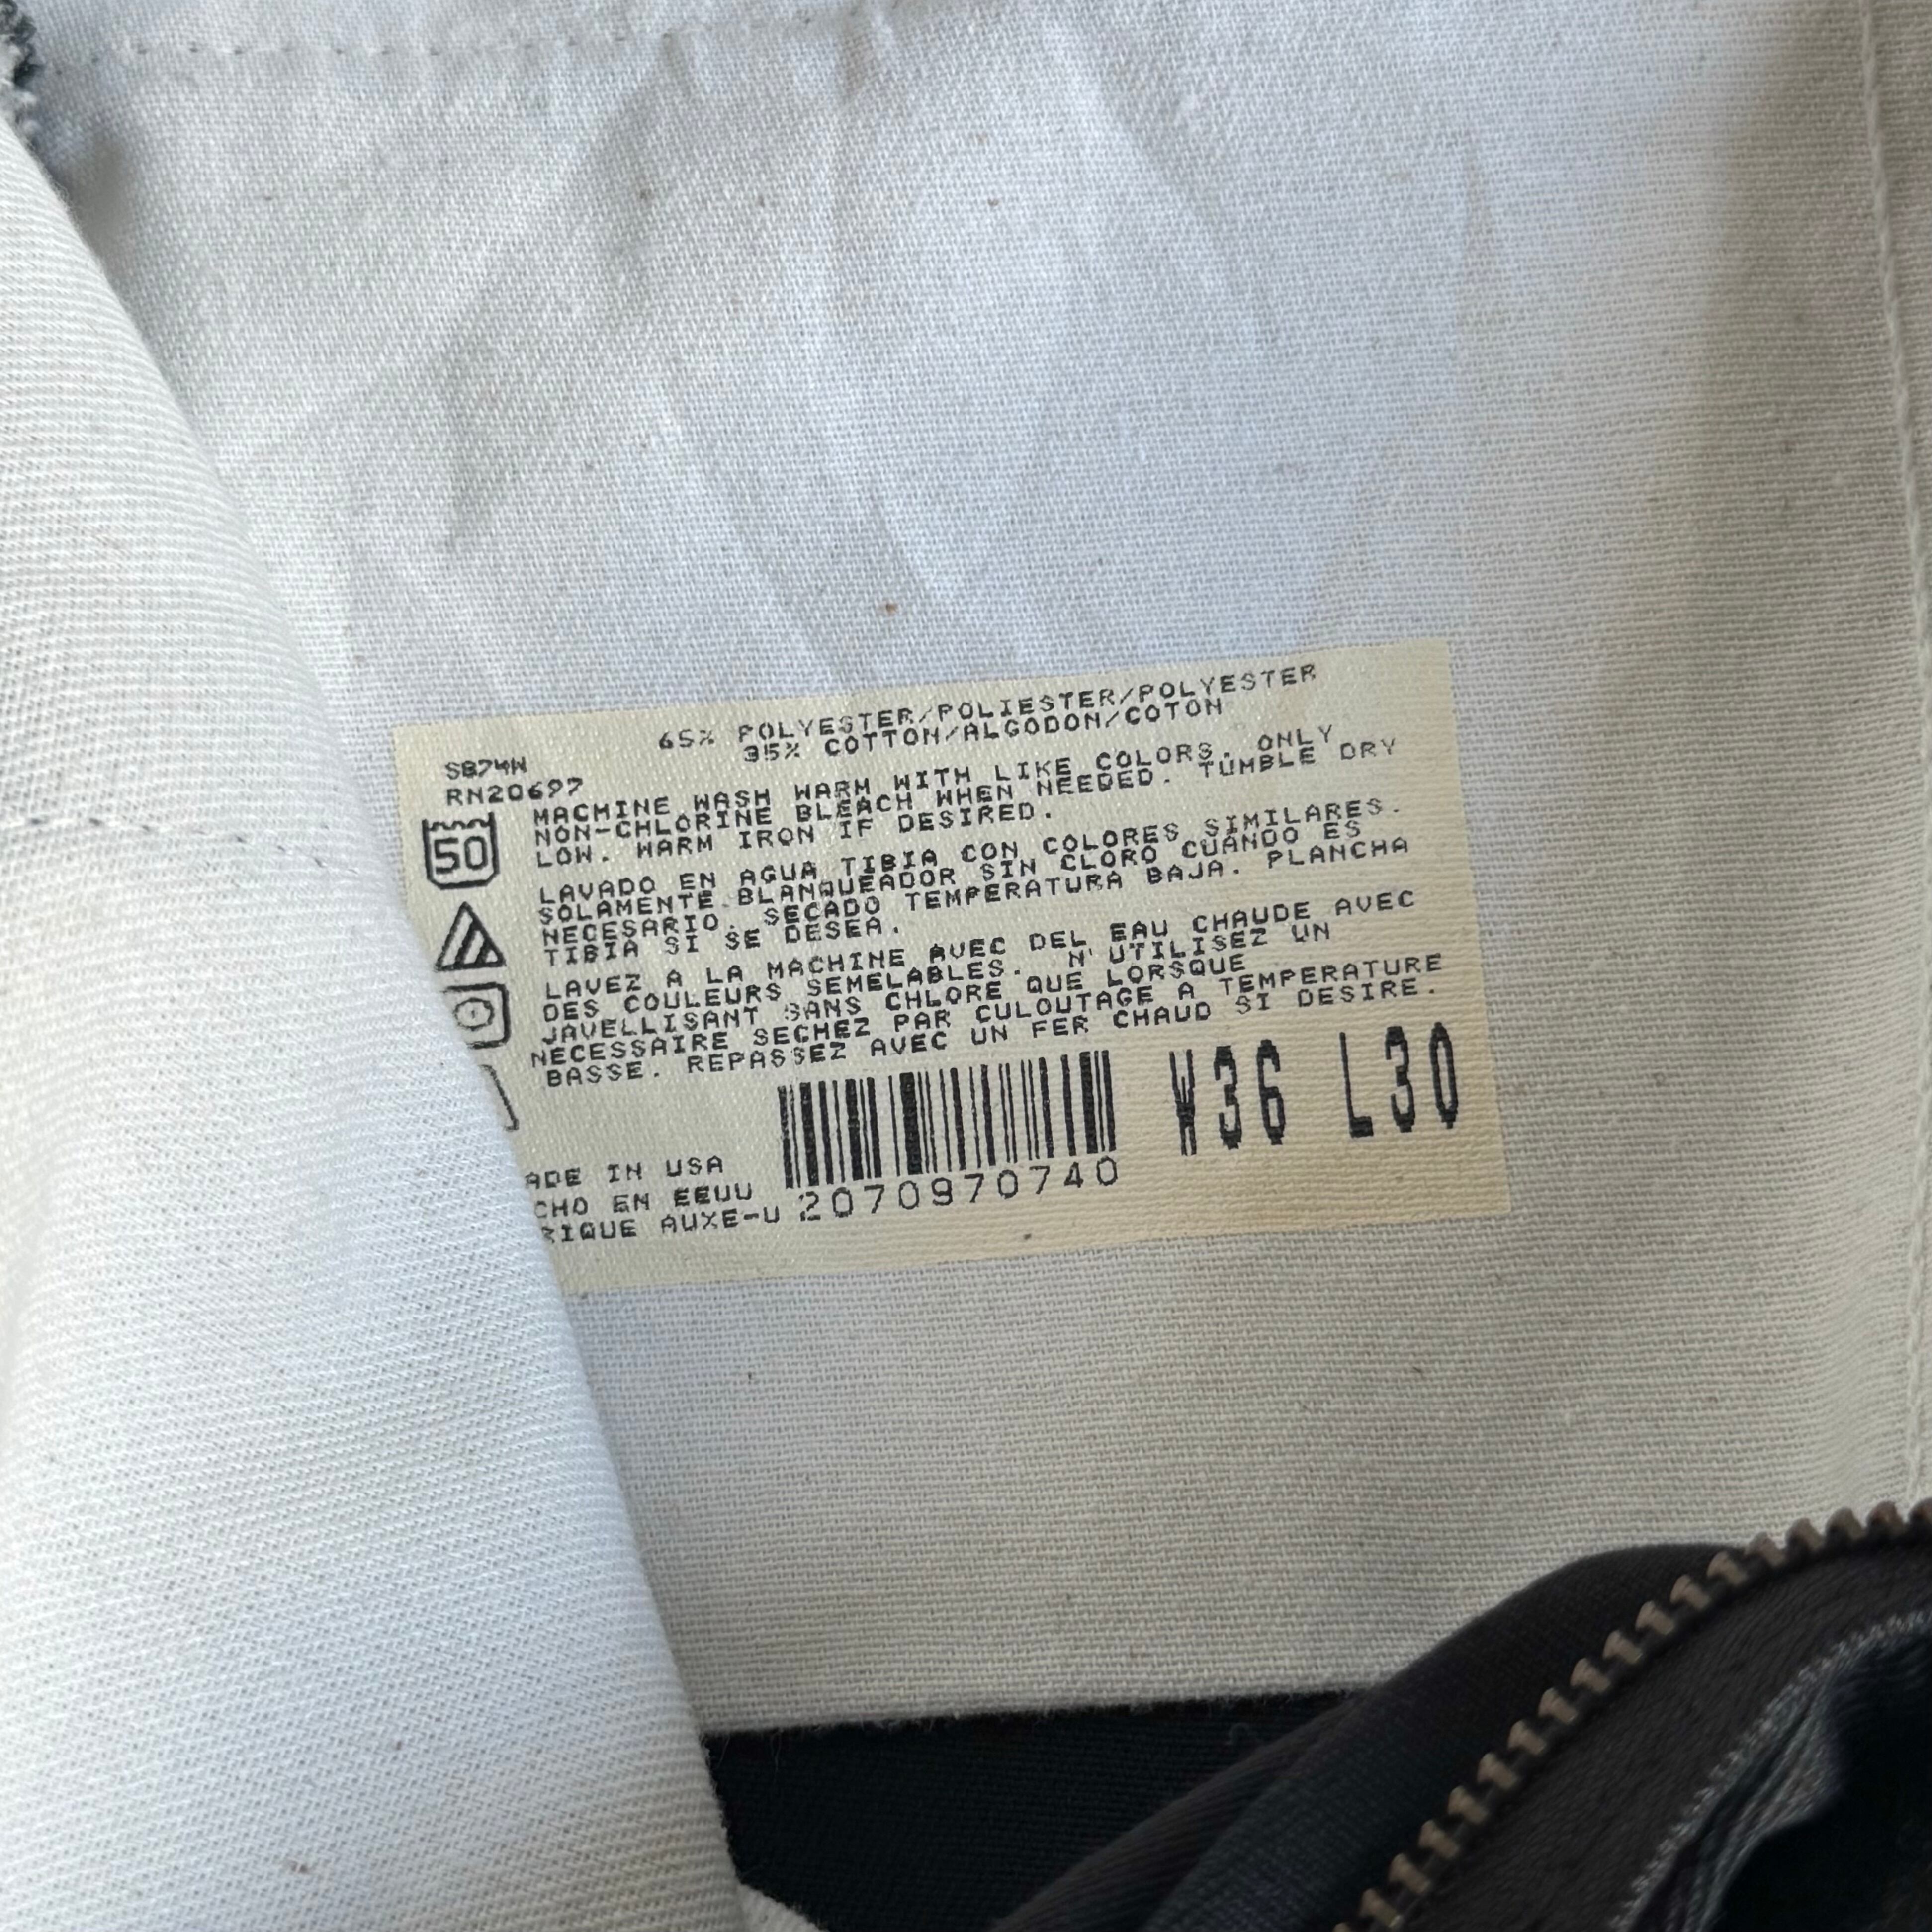 65% POLYESTER/POLIESTER/POLYESTER
35% COTTON/ALGODON/COTON
S874W
RN20697
MACHINE WASH WARM WITH LIKE COLORS. ONLY
NON-CHLORINE BLEACH WHEN NEEDED. TUMBLE DRY
LOW. WARM IRON IF DESIRED.
50
LAVADO EN AGUA TIBIA CON COLORES SIMILARES.
SOLAMENTE BLANQUEADOR SIN CLORO CUANDO ES
NECESARIO. SECADO TEMPERATURA BAJA. PLANCHA
TIBIA SI SE DESEA.
LAVEZ A LA MACHINE AVEC DEL EAU CHAUDE AVEC
DES COULEURS SEMELABLES. N'UTILISEZ UN
JAVELLISANT SANS CHLORE QUE LORSQUE
NECESSAIRE SECHEZ PAR CULOUTAGE A TEMPERATURE
BASSE. REPASSEZ AVEC UN FER CHAUD SI DESIRE.
W36 L30
ADE IN USA
CHO EN EEUU
RIQUE AUXE-U
2070970740